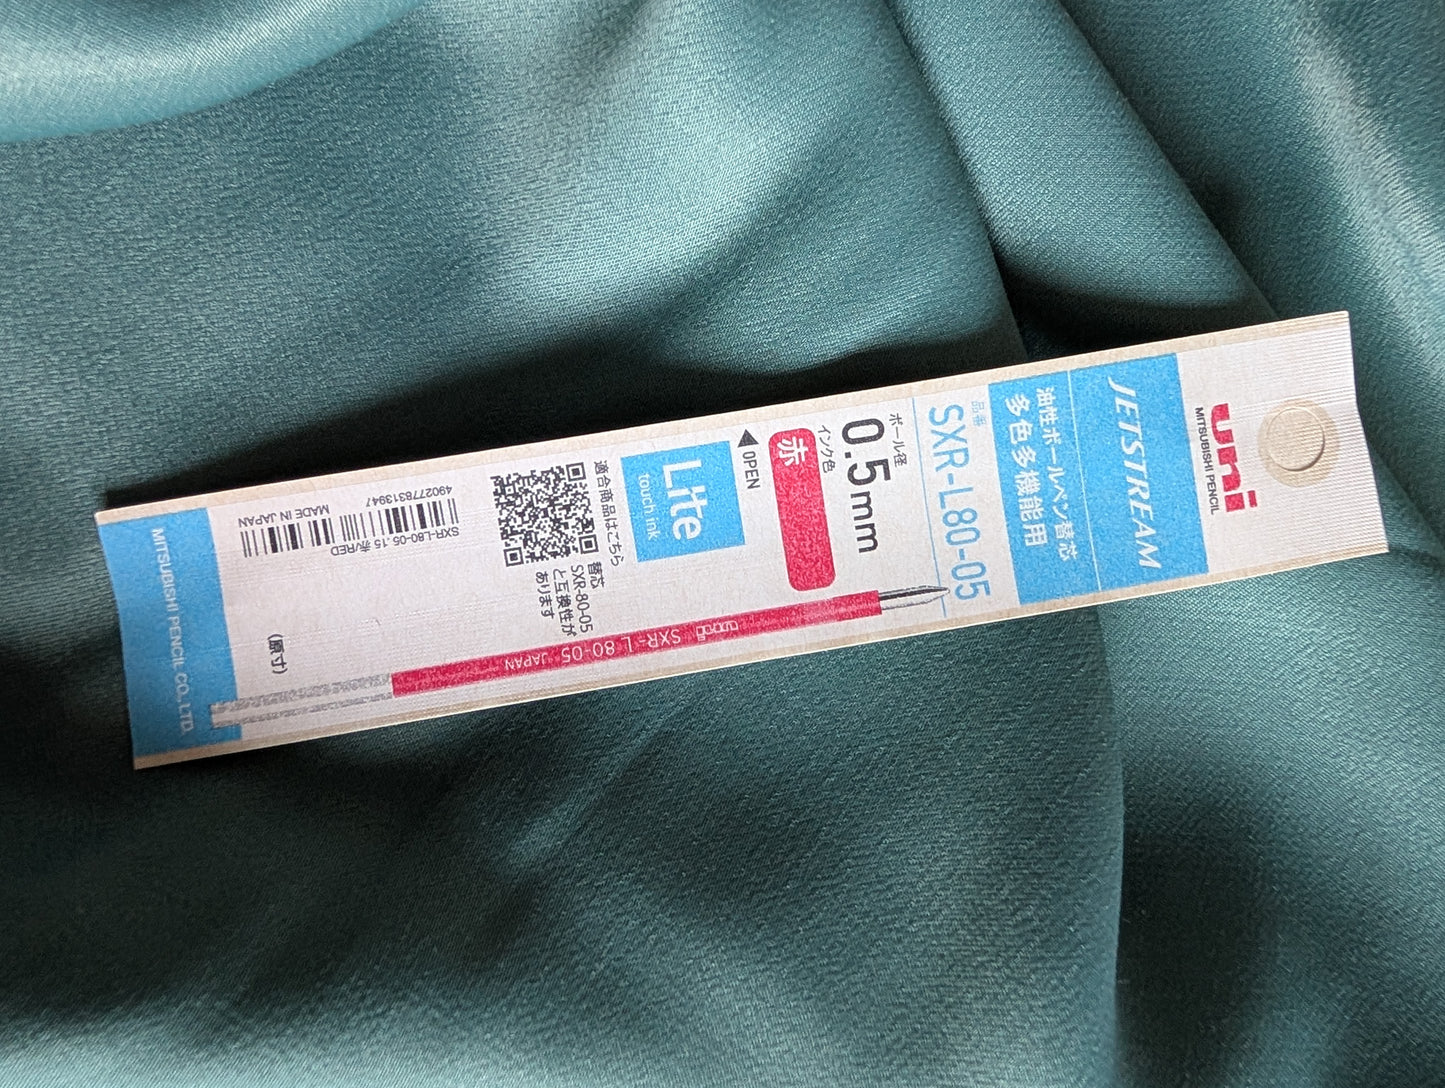 uni
MITSUBISHI PENCIL
JETSTREAM
油性ボールペン替芯
多色多機能用
品番
SXR-L80-05
ボール径
0.5mm
インク色
赤
◀OPEN
Lite
touch ink
適合商品はこちら
替芯
SXR-80-05
と互換性が
あります
uni SXR-L 80-05 JAPAN
SXR-L80-05 .15 赤/RED
4902778313947
MADE IN JAPAN
(原寸)
MITSUBISHI PENCIL CO.,LTD.